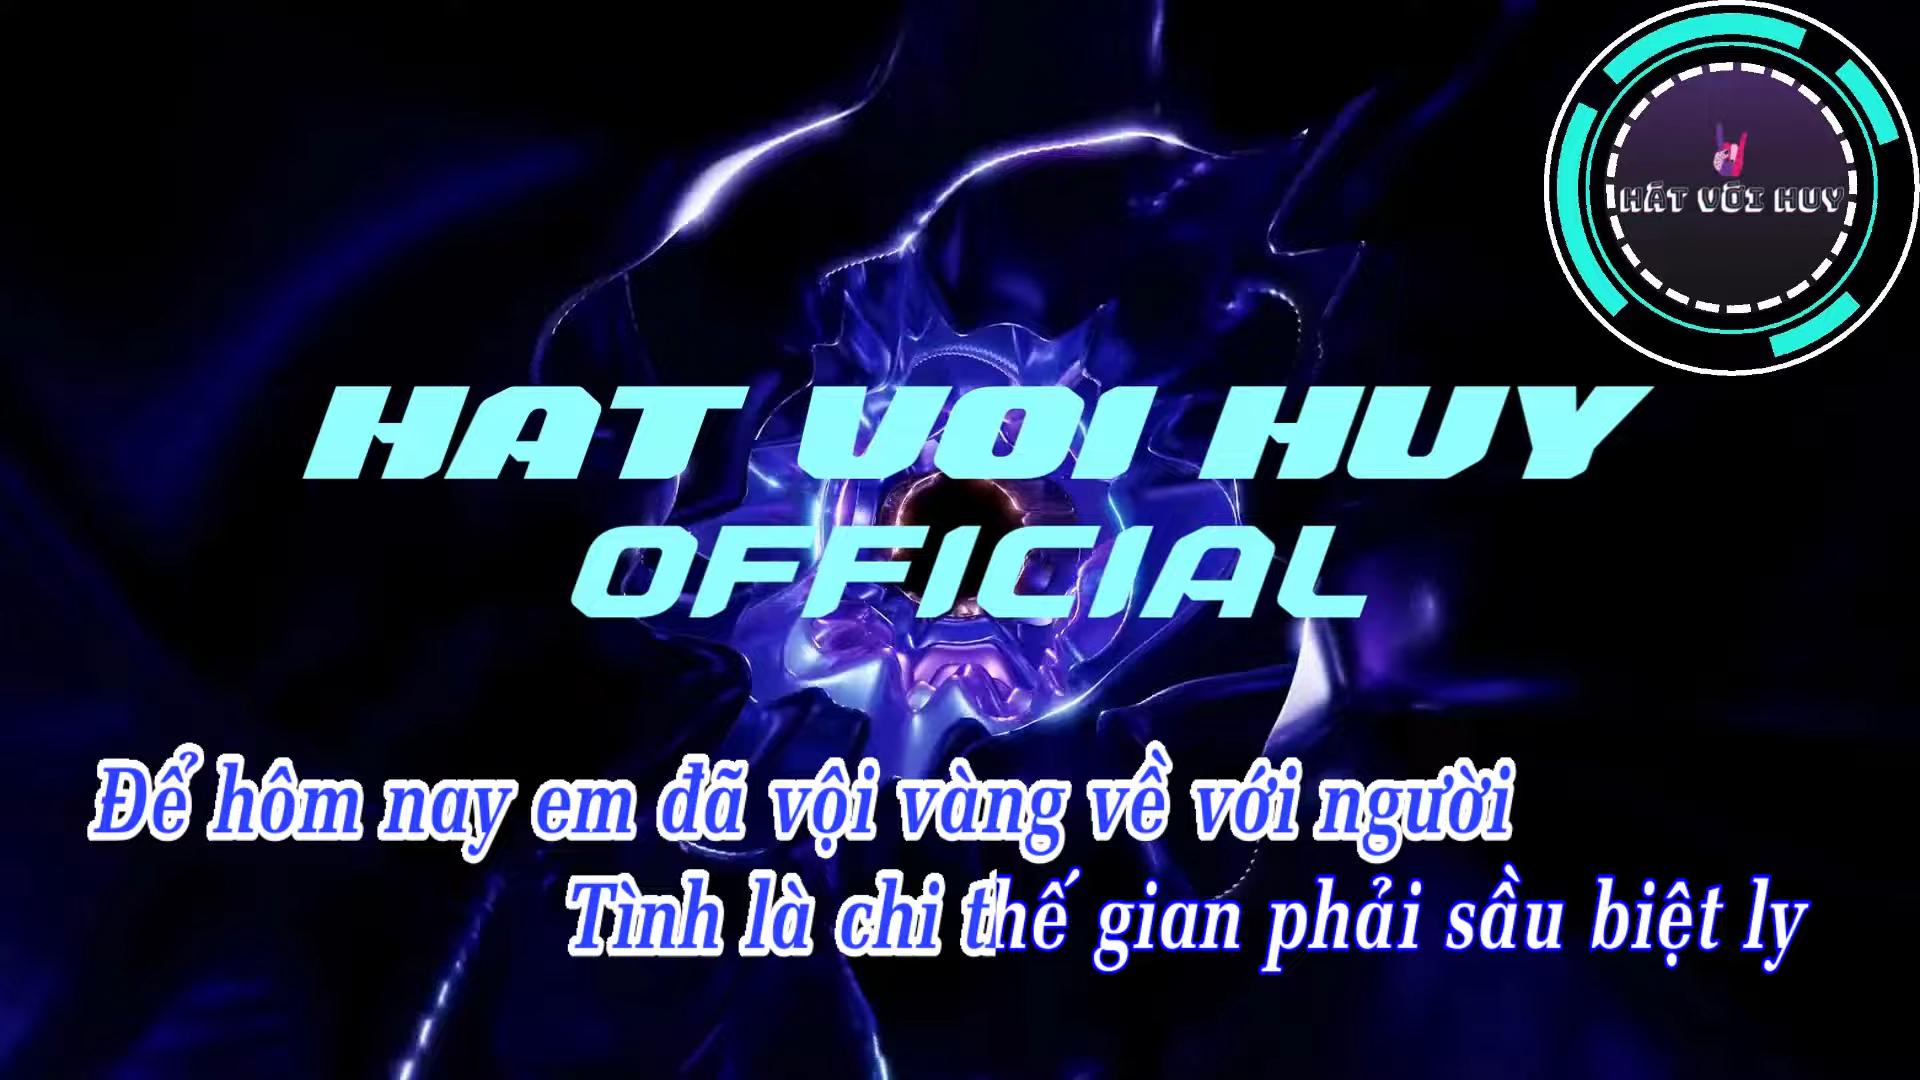 HÁT VỚI HUY
HAT VOI HUY
OFFICIAL
Để hôm nay em đã vội vàng về với người
Tình là chi thế gian phải sầu biệt ly